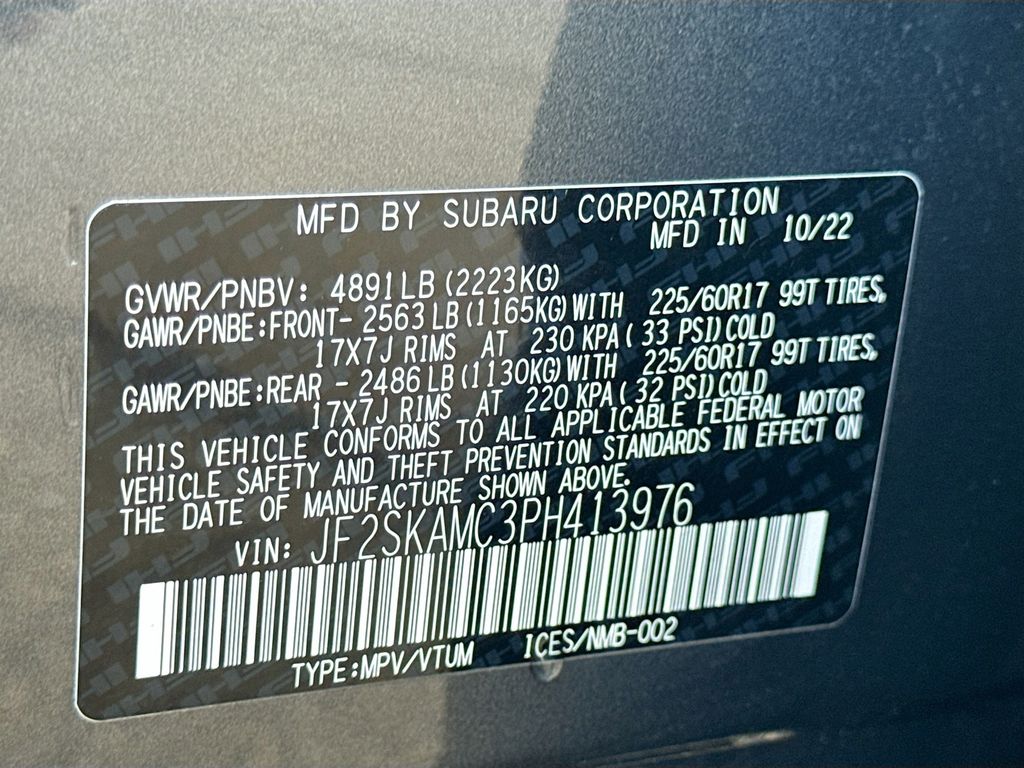 MFD BY SUBARU CORPORATION
MFD IN 10/22
GVWR/PNBV: 4891LB (2223KG)
GAWR/PNBE:FRONT- 2563LB(1165KG)WITH 225/60R17 99T TIRES,
17X7J RIMS AT 230 KPA( 33 PSI)COLD
GAWR/PNBE:REAR - 2486LB(1130KG)WITH 225/60R17 99T TIRES,
17X7J RIMS AT 220 KPA( 32 PSI)COLD
THIS VEHICLE CONFORMS TO ALL APPLICABLE FEDERAL MOTOR
VEHICLE SAFETY AND THEFT PREVENTION STANDARDS IN EFFECT ON
THE DATE OF MANUFACTURE SHOWN ABOVE.
VIN: JF2SKAMC3PH413976
TYPE:MPV/VTUM ICES/NMB-002